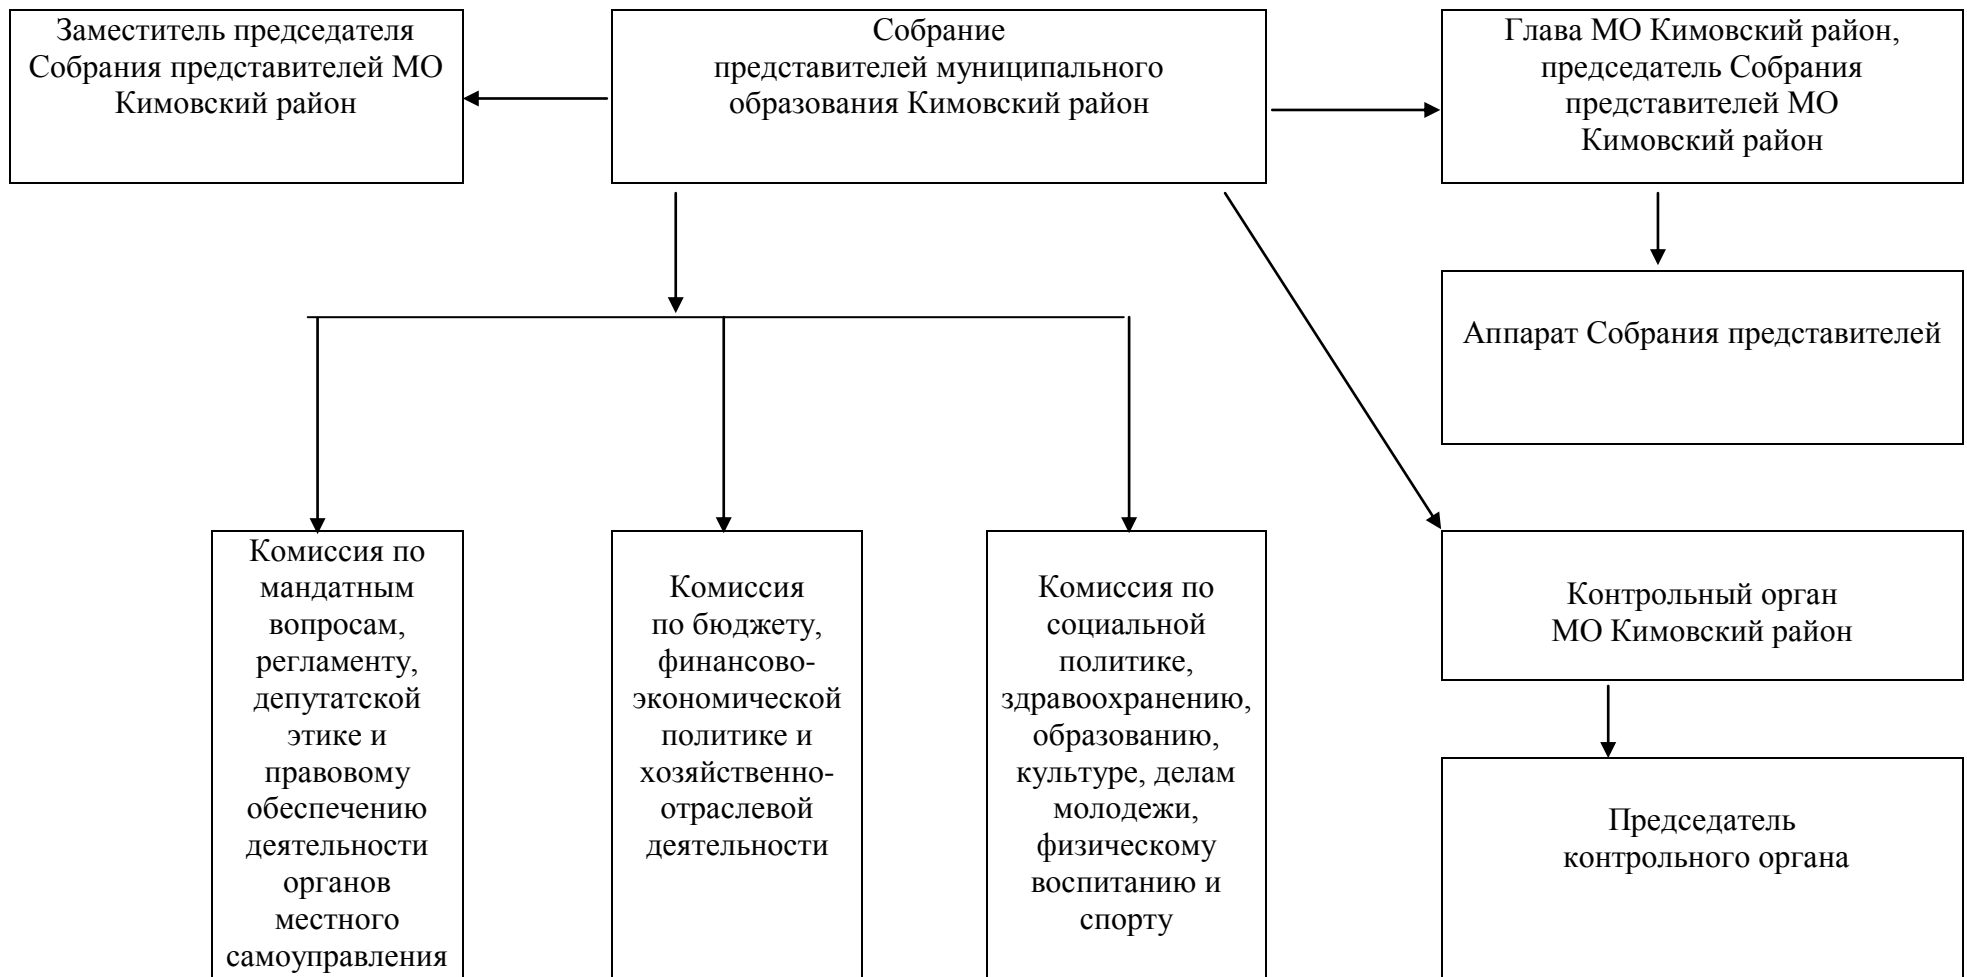 Заместитель председателя
Собрания представителей МО
Кимовский район
Собрание
представителей муниципального
образования Кимовский район
Глава МО Кимовский район,
председатель Собрания
представителей МО
Кимовский район
Аппарат Собрания представителей
Комиссия по
мандатным
вопросам,
регламенту,
депутатской
этике и
правовому
обеспечению
деятельности
органов
местного
самоуправления
Комиссия
по бюджету,
финансово-
экономической
политике и
хозяйственно-
отраслевой
деятельности
Комиссия по
социальной
политике,
здравоохранению,
образованию,
культуре, делам
молодежи,
физическому
воспитанию и
спорту
Контрольный орган
МО Кимовский район
Председатель
контрольного органа